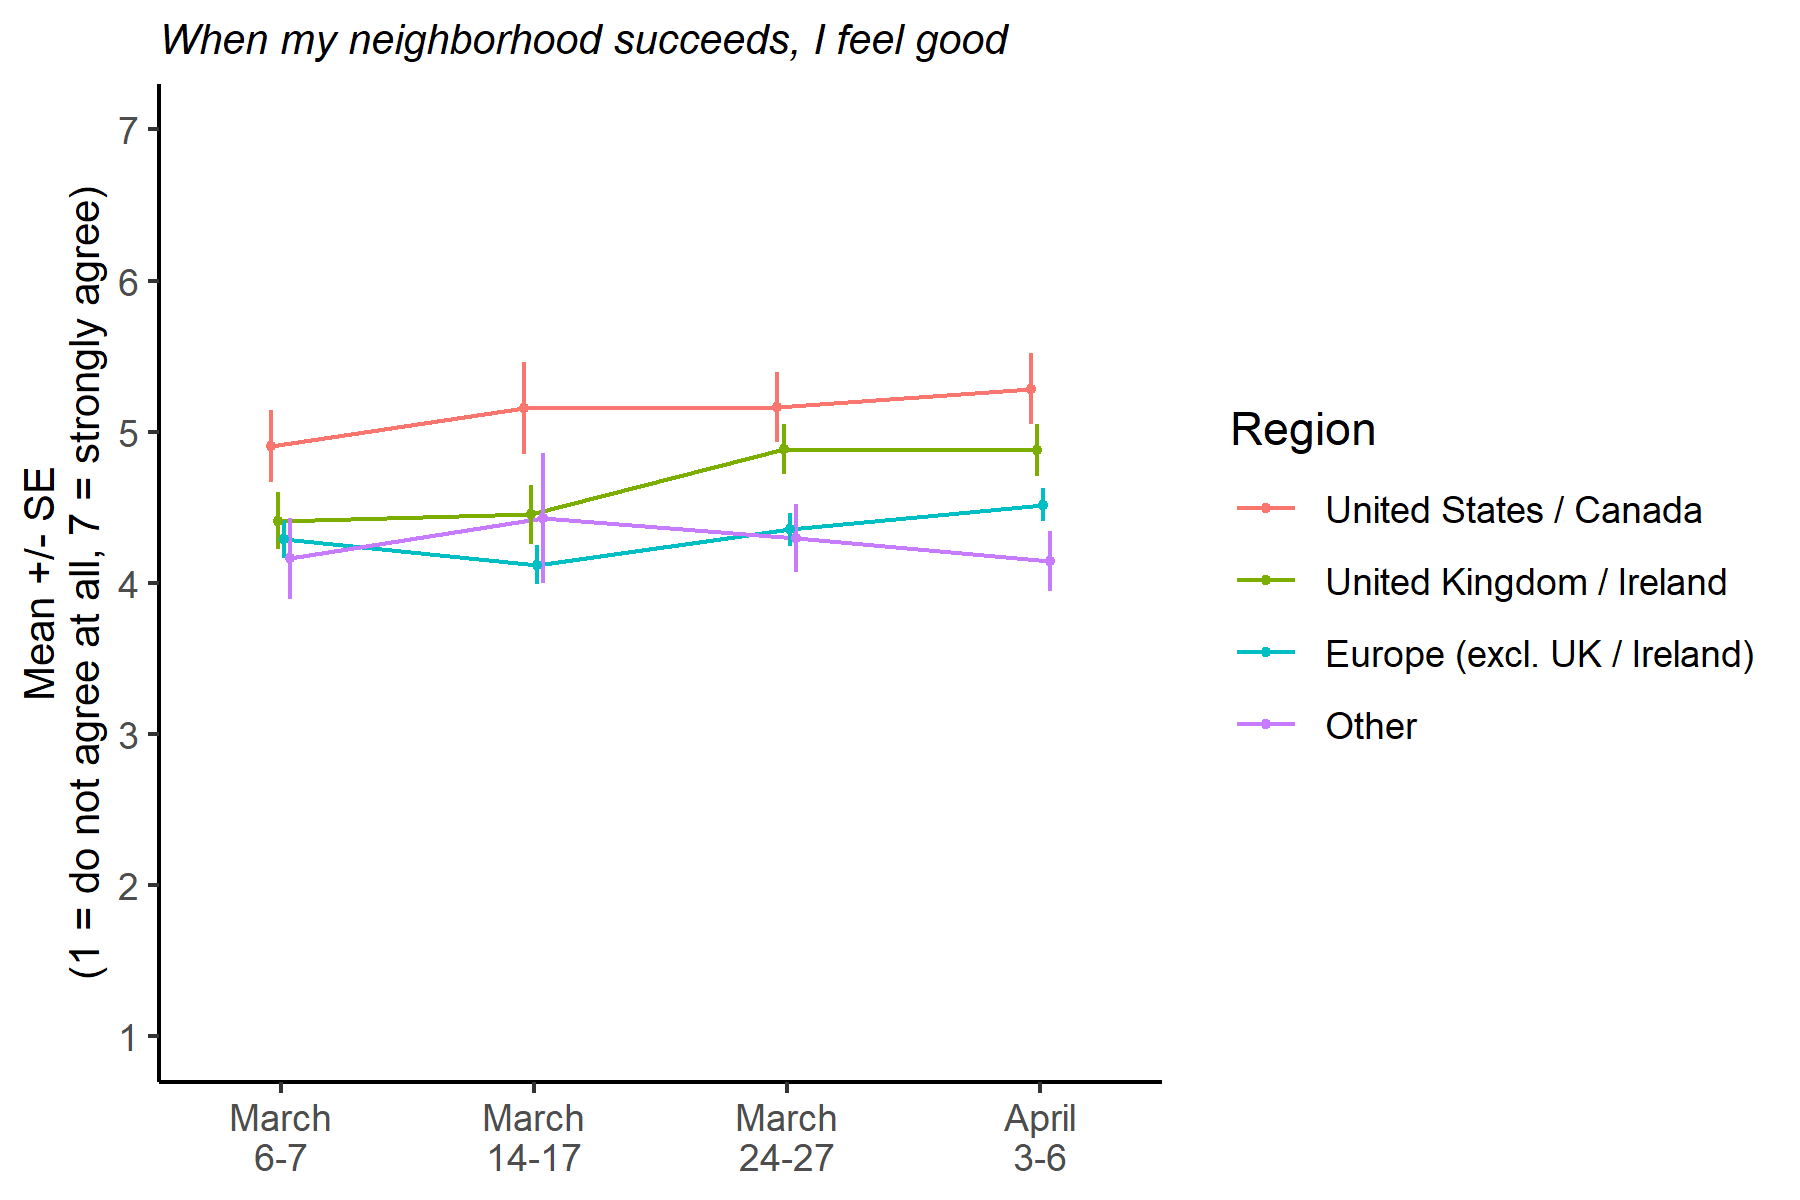 When my neighborhood succeeds, I feel good
Mean +/- SE
(1 = do not agree at all, 7 = strongly agree)
7
6
5
4
3
2
1
March
6-7
March
14-17
March
24-27
April
3-6
Region
United States / Canada
United Kingdom / Ireland
Europe (excl. UK / Ireland)
Other